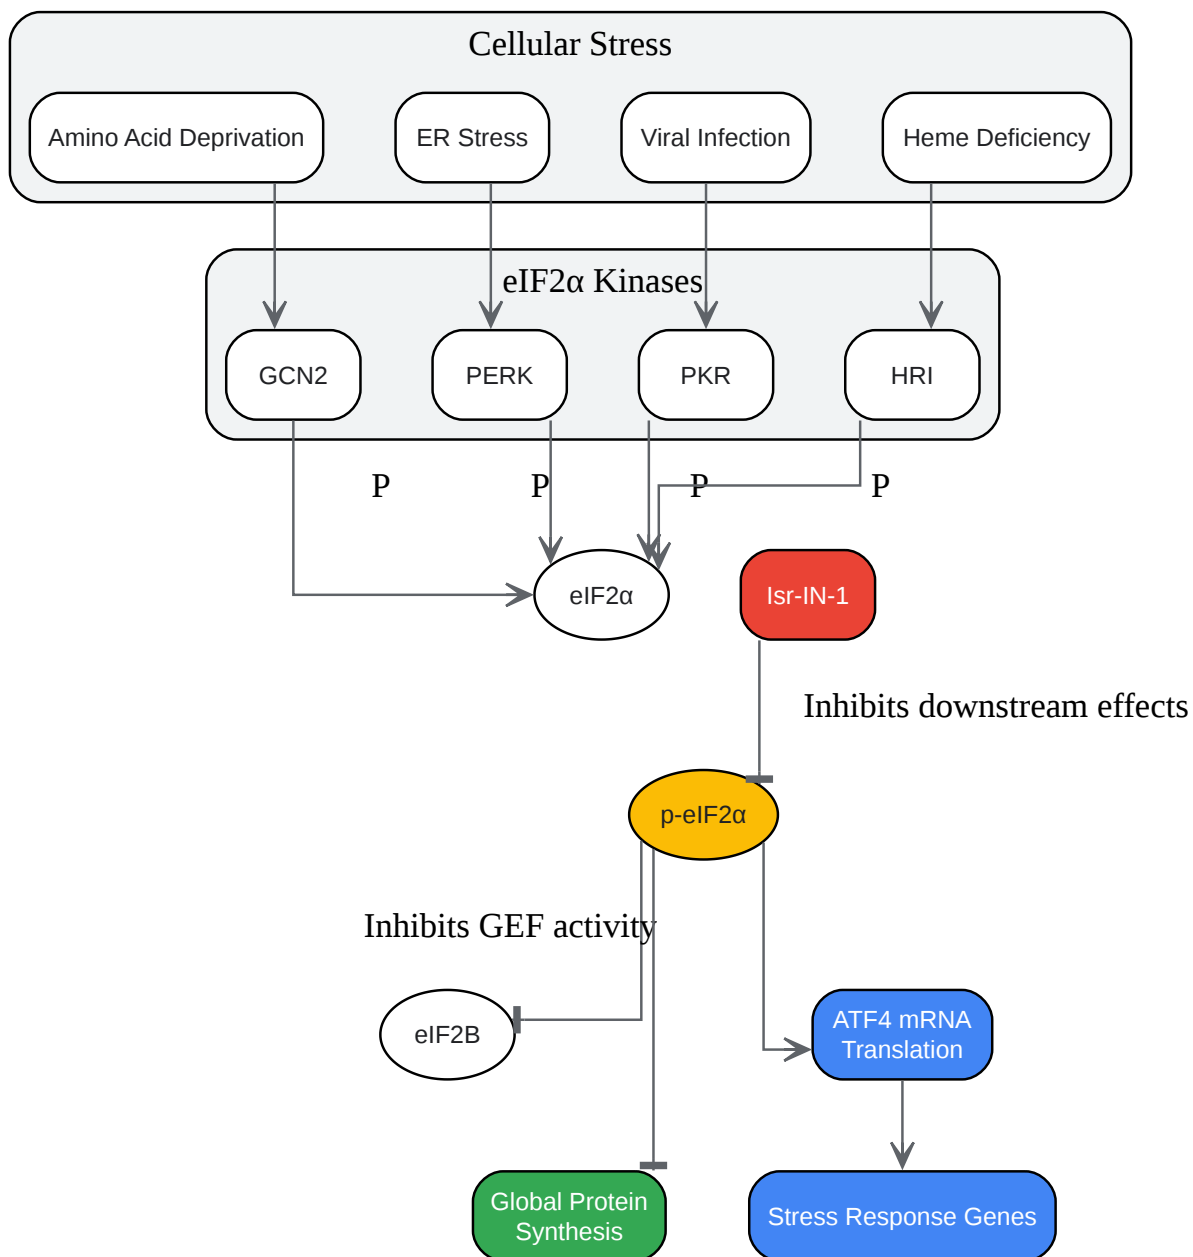 Cellular Stress
Amino Acid Deprivation
ER Stress
Viral Infection
Heme Deficiency
eIF2α Kinases
GCN2
PERK
PKR
HRI
P
P
P
P
eIF2α
Isr-IN-1
Inhibits downstream effects
p-eIF2α
Inhibits GEF activity
eIF2B
ATF4 mRNA
Translation
Global Protein
Synthesis
Stress Response Genes